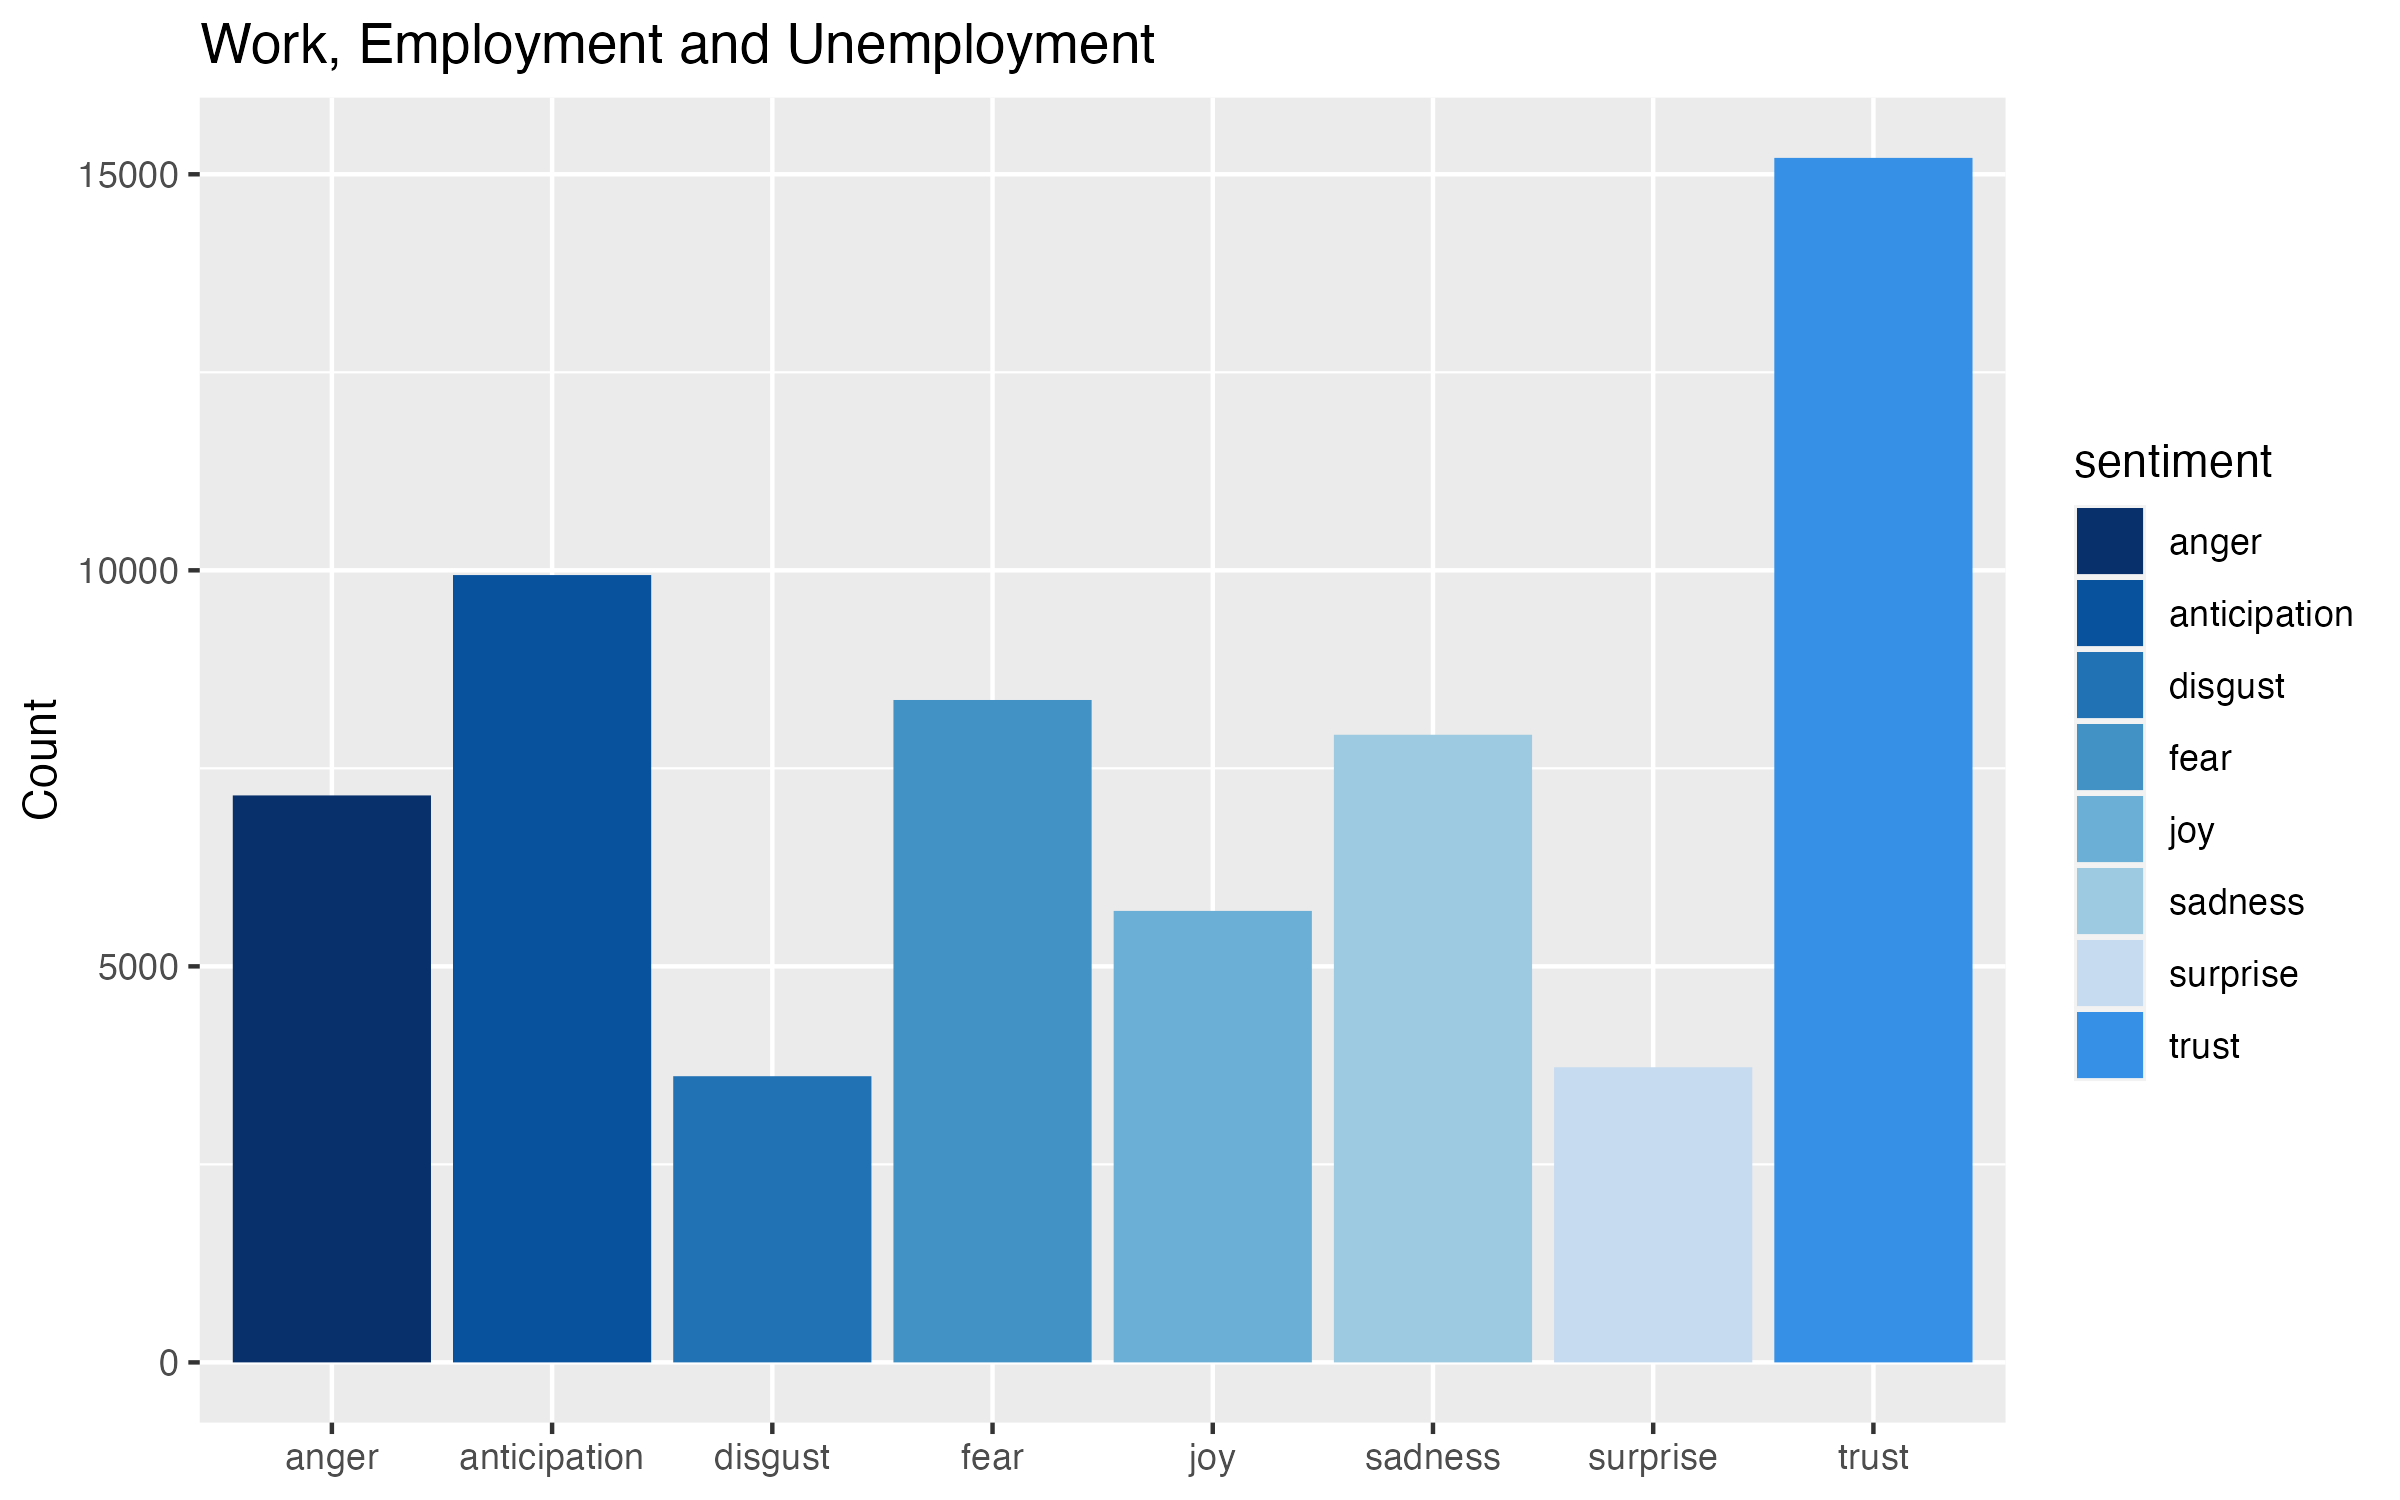 Work, Employment and Unemployment
Count
15000
10000
5000
0
anger
anticipation
disgust
fear
joy
sadness
surprise
trust
sentiment
anger
anticipation
disgust
fear
joy
sadness
surprise
trust